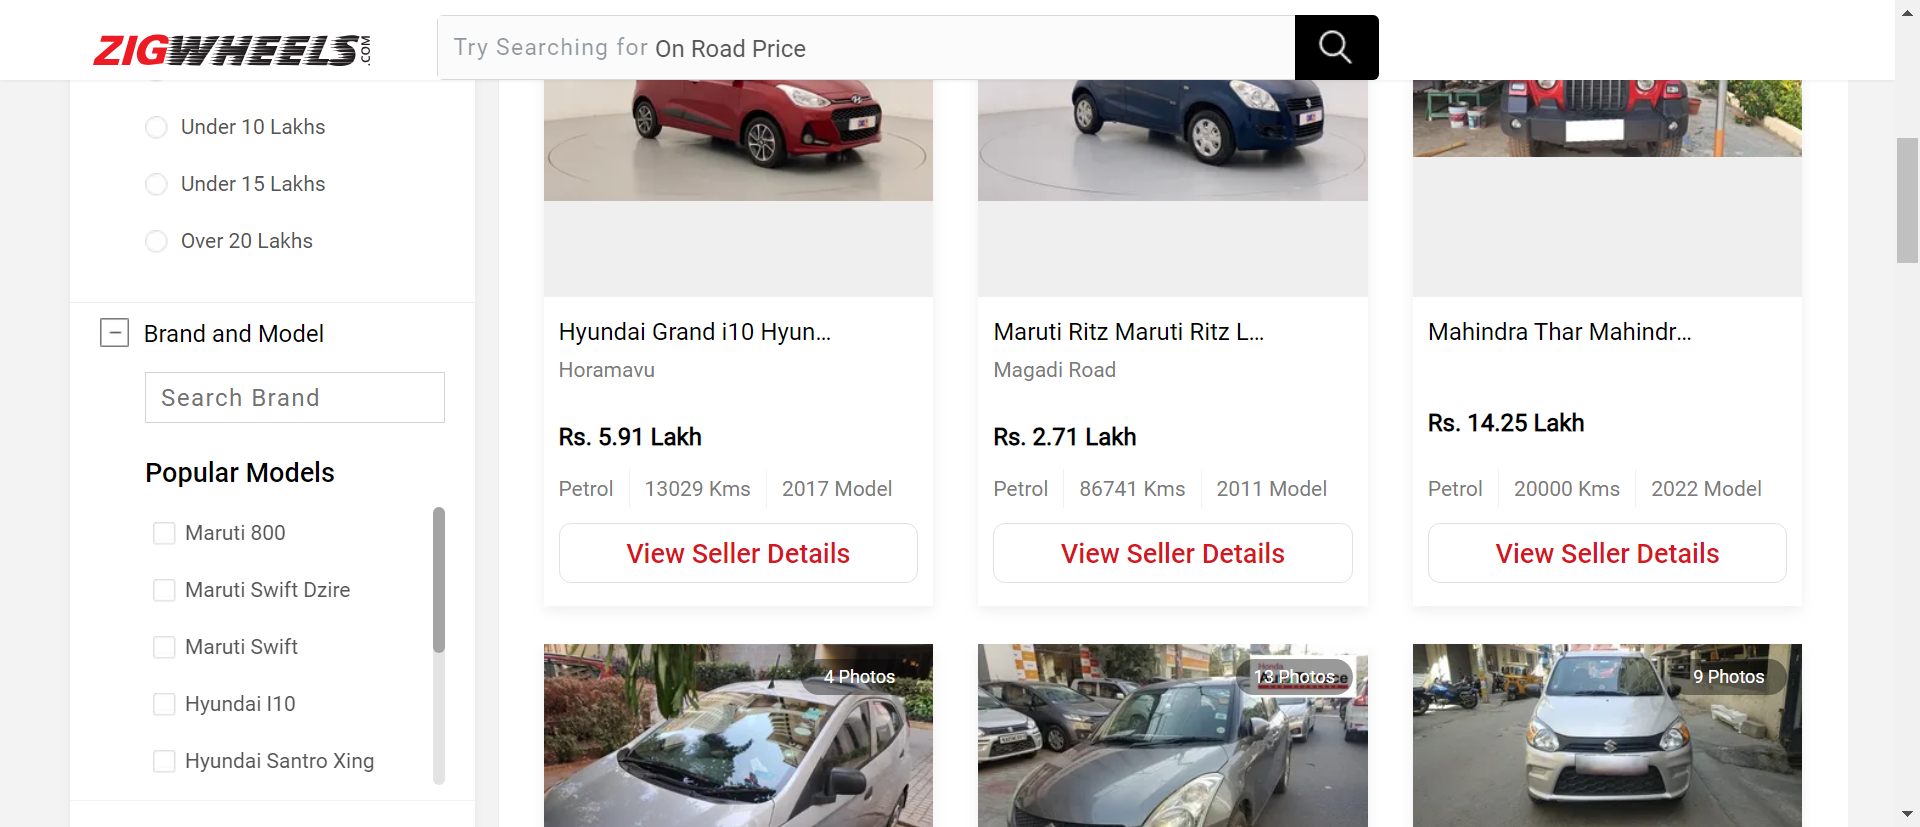 ZIGWHEELS.COM
Try Searching for On Road Price
Under 10 Lakhs
Under 15 Lakhs
Over 20 Lakhs
Brand and Model
Search Brand
Popular Models
Maruti 800
Maruti Swift Dzire
Maruti Swift
Hyundai I10
Hyundai Santro Xing
Hyundai Grand i10 Hyun...
Horamavu
Rs. 5.91 Lakh
Petrol
13029 Kms
2017 Model
View Seller Details
Maruti Ritz Maruti Ritz L...
Magadi Road
Rs. 2.71 Lakh
Petrol
86741 Kms
2011 Model
View Seller Details
Mahindra Thar Mahindr...
Rs. 14.25 Lakh
Petrol
20000 Kms
2022 Model
View Seller Details
4 Photos
Honda
13 Photos
9 Photos